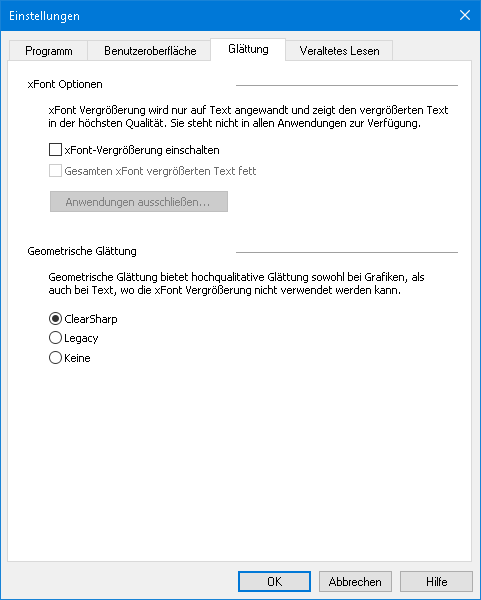 Einstellungen
Programm
Benutzeroberfläche
Glättung
Veraltetes Lesen
xFont Optionen
xFont Vergrößerung wird nur auf Text angewandt und zeigt den vergrößerten Text
in der höchsten Qualität. Sie steht nicht in allen Anwendungen zur Verfügung.
xFont-Vergrößerung einschalten
Gesamten xFont vergrößerten Text fett
Anwendungen ausschließen...
Geometrische Glättung
Geometrische Glättung bietet hochqualitative Glättung sowohl bei Grafiken, als
auch bei Text, wo die xFont Vergrößerung nicht verwendet werden kann.
ClearSharp
Legacy
Keine
OK
Abbrechen
Hilfe